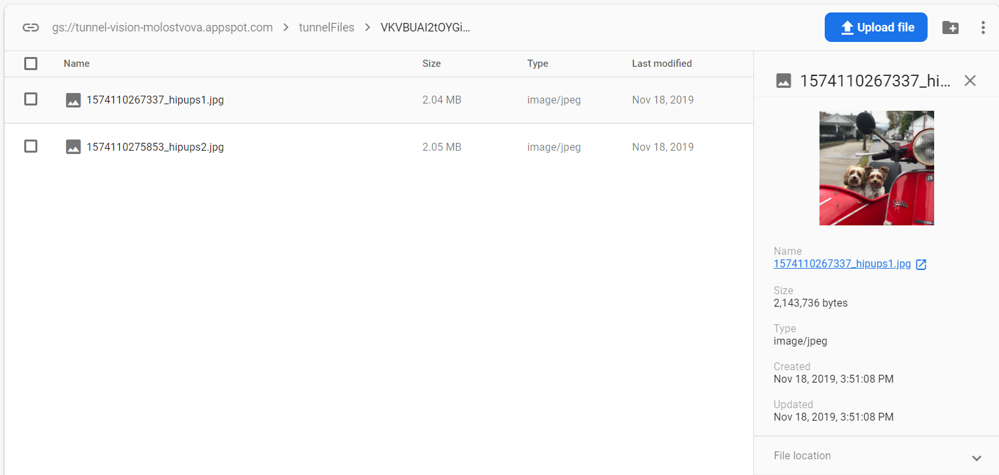 gs://tunnel-vision-molostvova.appspot.com > tunnelFiles > VKVBUAI2tOYGi...
Upload file
Name Size Type Last modified
1574110267337_hipups1.jpg 2.04 MB image/jpeg Nov 18, 2019
1574110275853_hipups2.jpg 2.05 MB image/jpeg Nov 18, 2019
1574110267337_hi...
Stella
Name
1574110267337_hipups1.jpg
Size
2,143,736 bytes
Type
image/jpeg
Created
Nov 18, 2019, 3:51:08 PM
Updated
Nov 18, 2019, 3:51:08 PM
File location